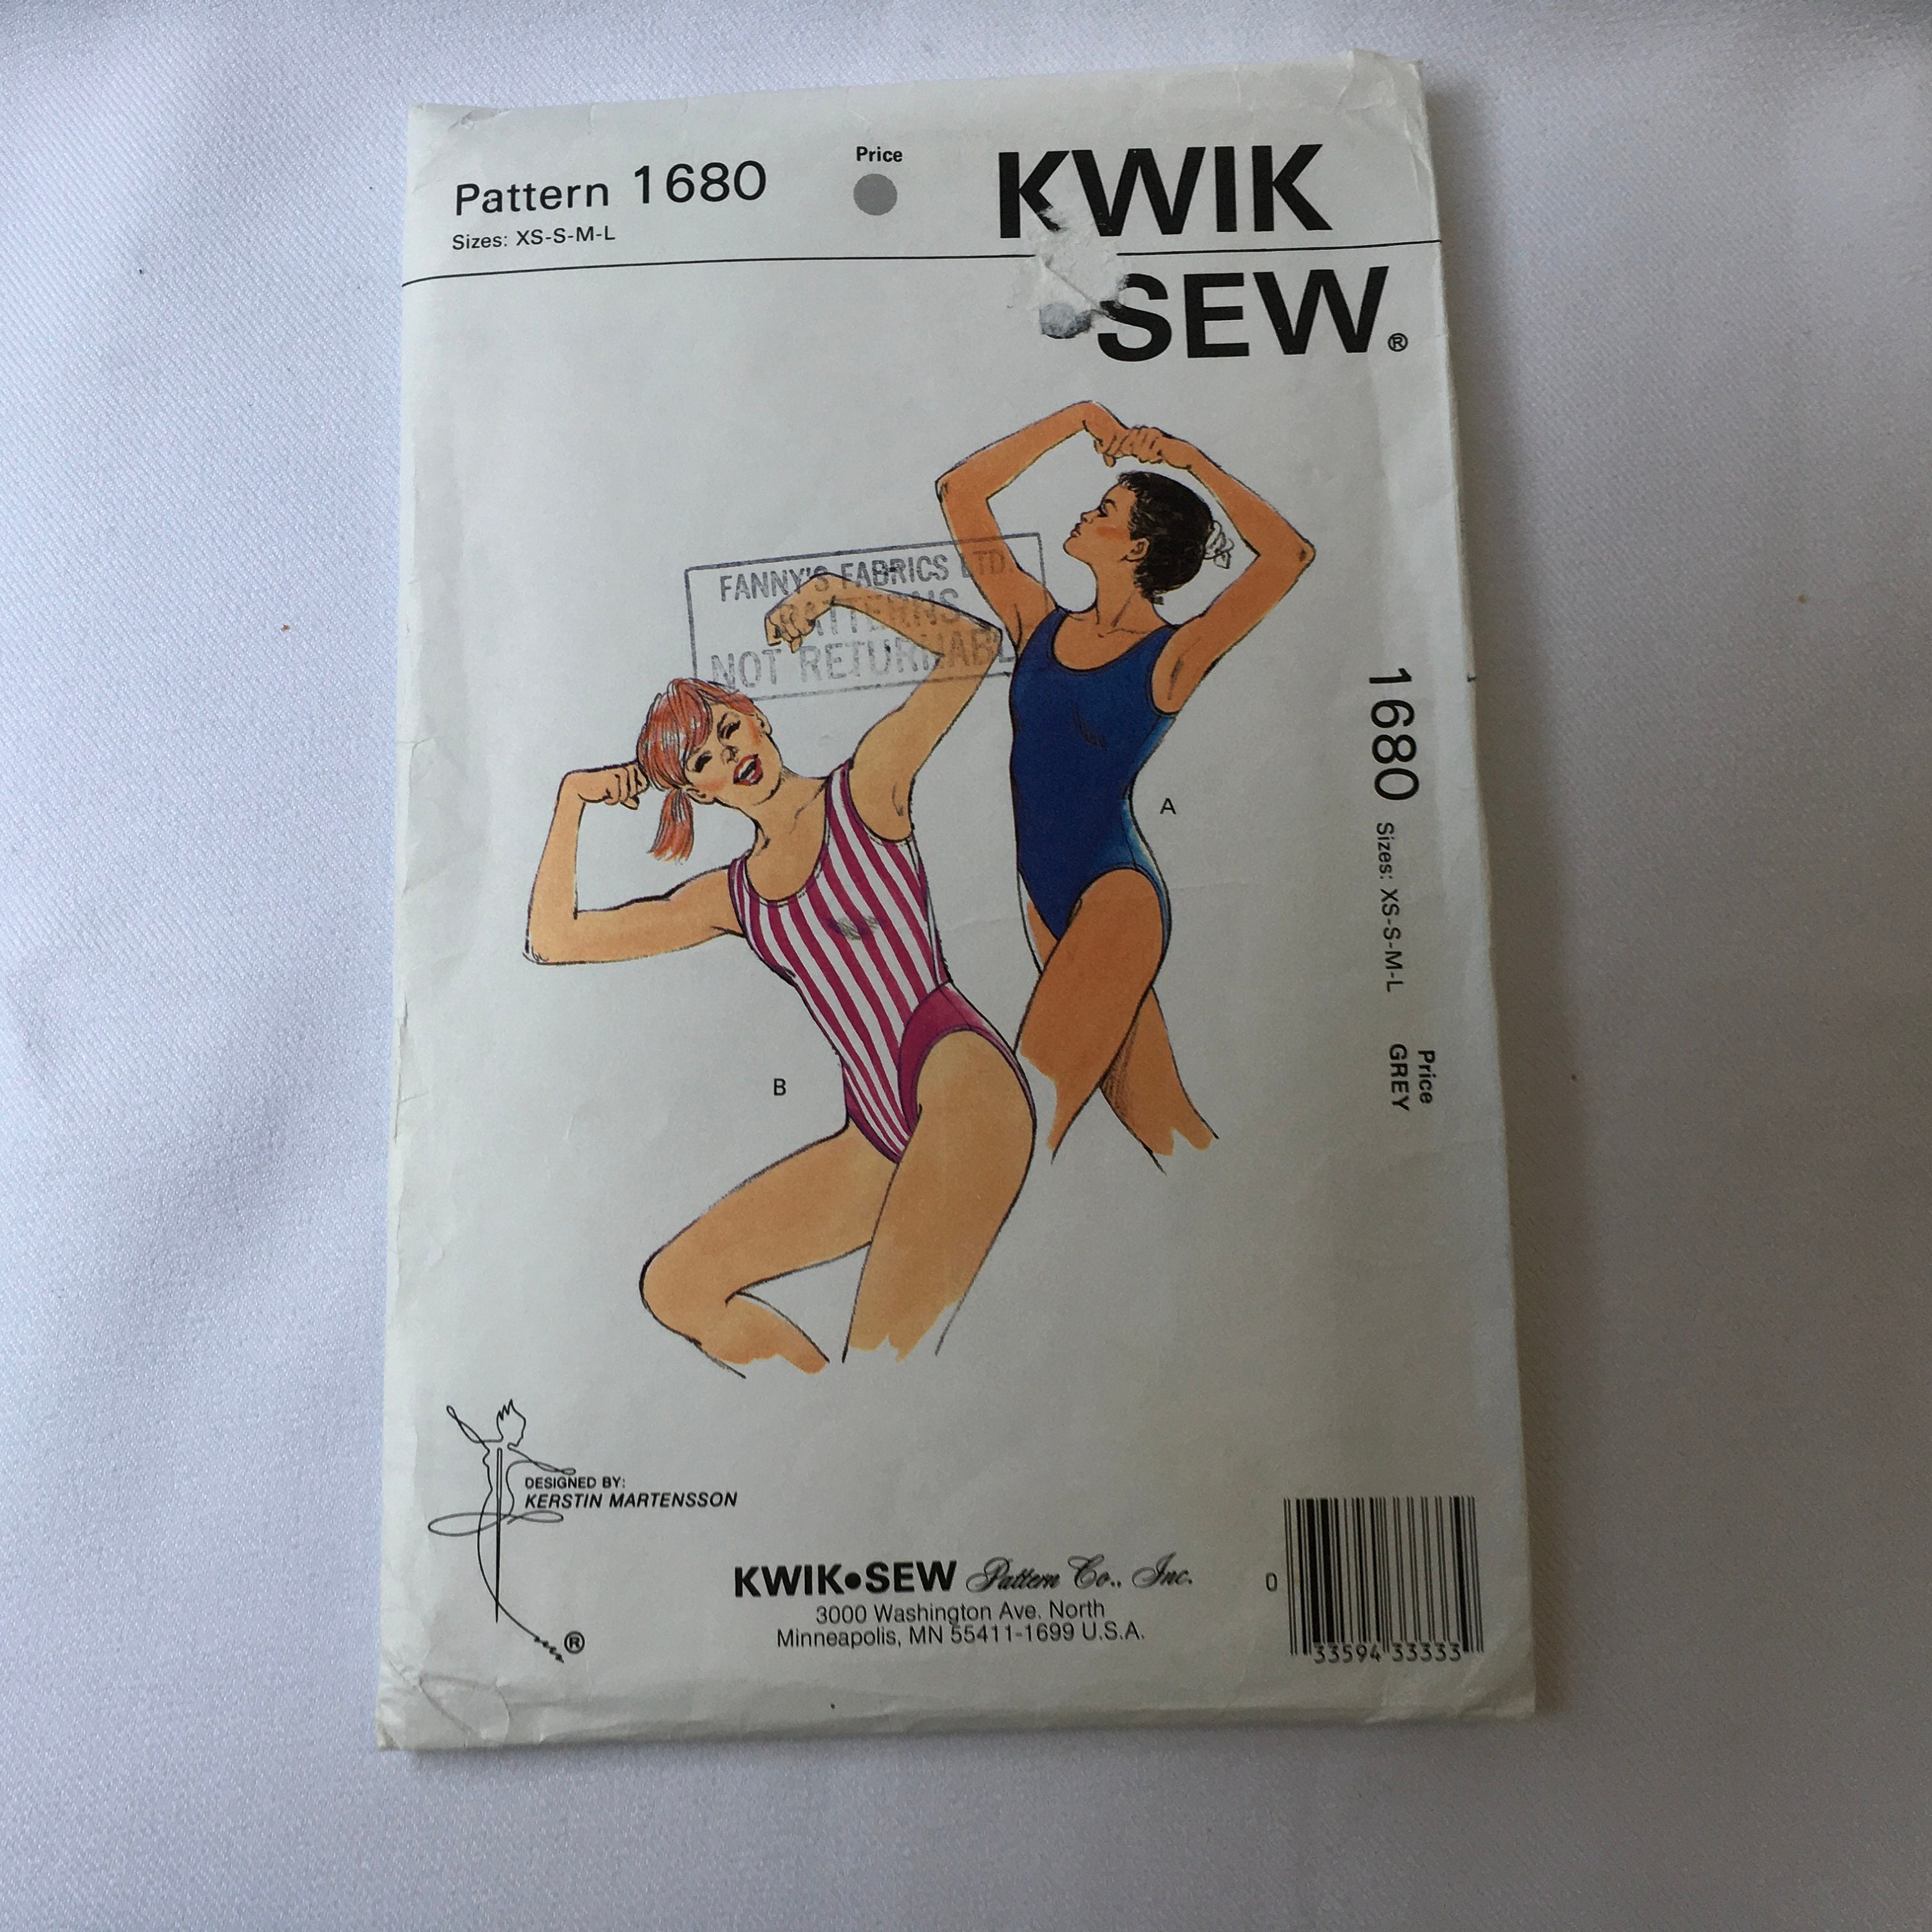 Pattern 1680
Sizes: XS-S-M-L
Price
KWIK
SEW®
FANNY'S FABRICS LTD.
PATTERNS
NOT RETURNABLE
A
B
1680 Sizes: XS-S-M-L Price
GREY
DESIGNED BY:
KERSTIN MARTENSSON
®
KWIK•SEW Pattern Co., Inc.
3000 Washington Ave. North
Minneapolis, MN 55411-1699 U.S.A.
0 33594 33333